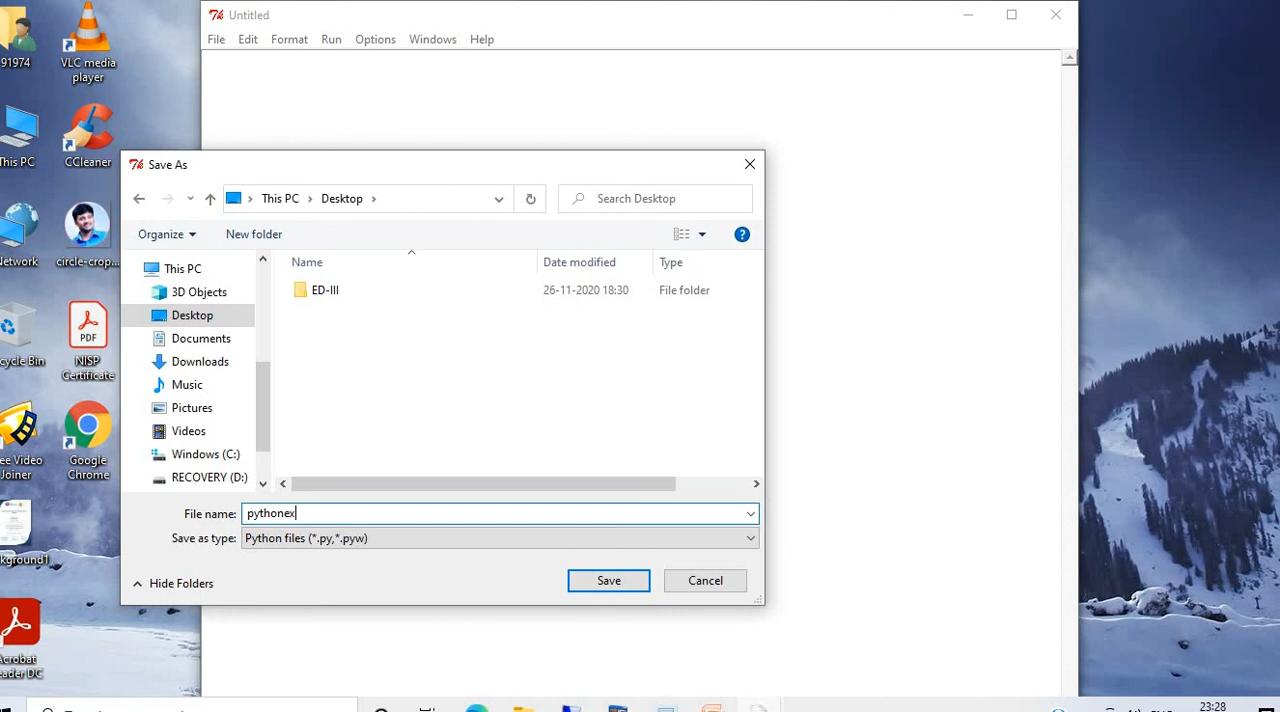 Untitled
File Edit Format Run Options Windows Help
91974
VLC media
player
This PC
CCleaner
Network
circle-crop...
NISP
Certificate
PDF
Google
Chrome
Joiner
Save As
This PC > Desktop >
Search Desktop
Organize
New folder
Name
Date modified
Type
This PC
3D Objects
Desktop
Documents
Downloads
Music
Pictures
Videos
Windows (C:)
RECOVERY (D:)
ED-III
26-11-2020 18:30
File folder
File name:
pythonex
Save as type:
Python files (*.py,*.pyw)
Hide Folders
Save
Cancel
23:28